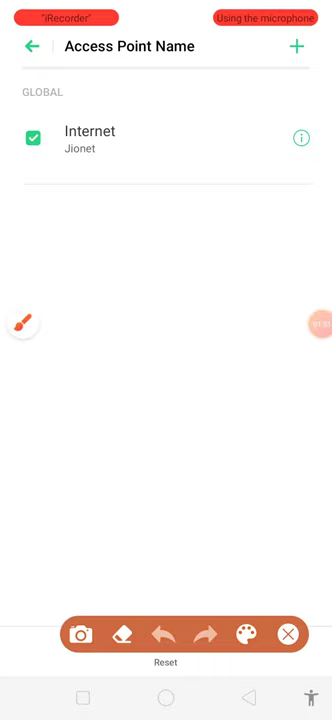 "iRecorder"
Using the microphone
Access Point Name
GLOBAL
Internet
Jionet
Reset